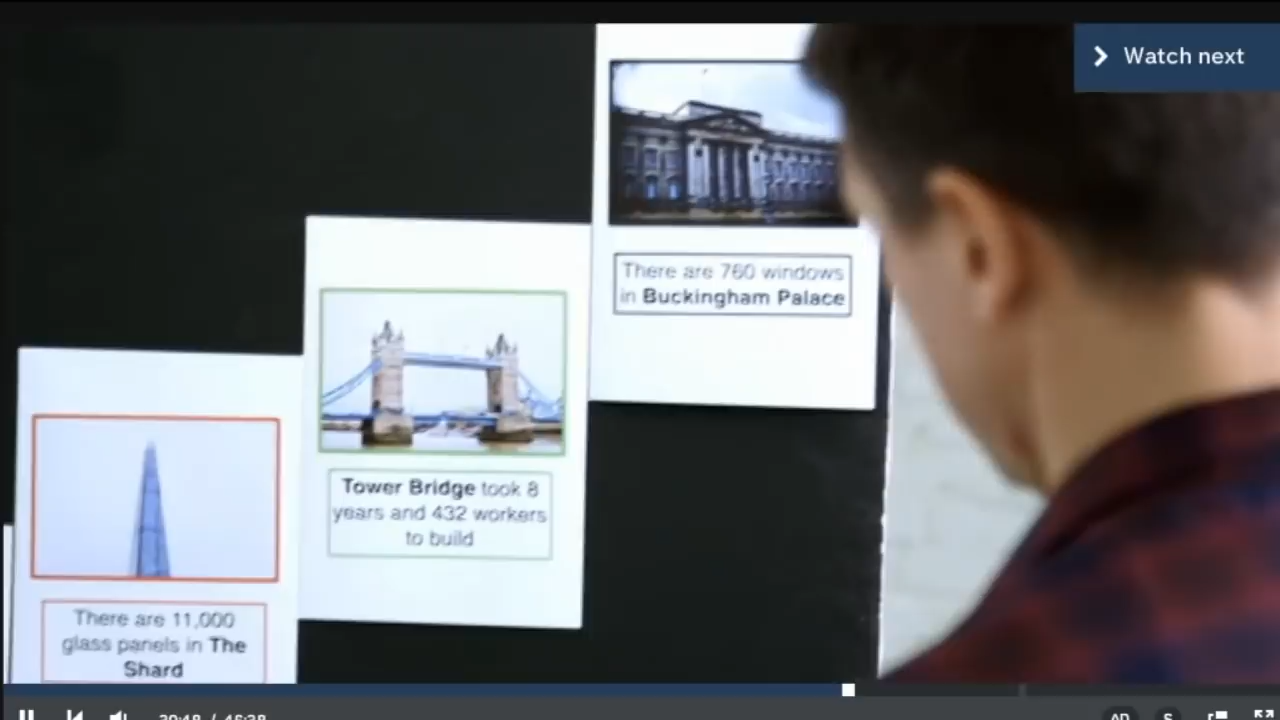 Watch next
There are 760 windows
in Buckingham Palace
Tower Bridge took 8
years and 432 workers
to build
There are 11,000
glass panels in The
Shard